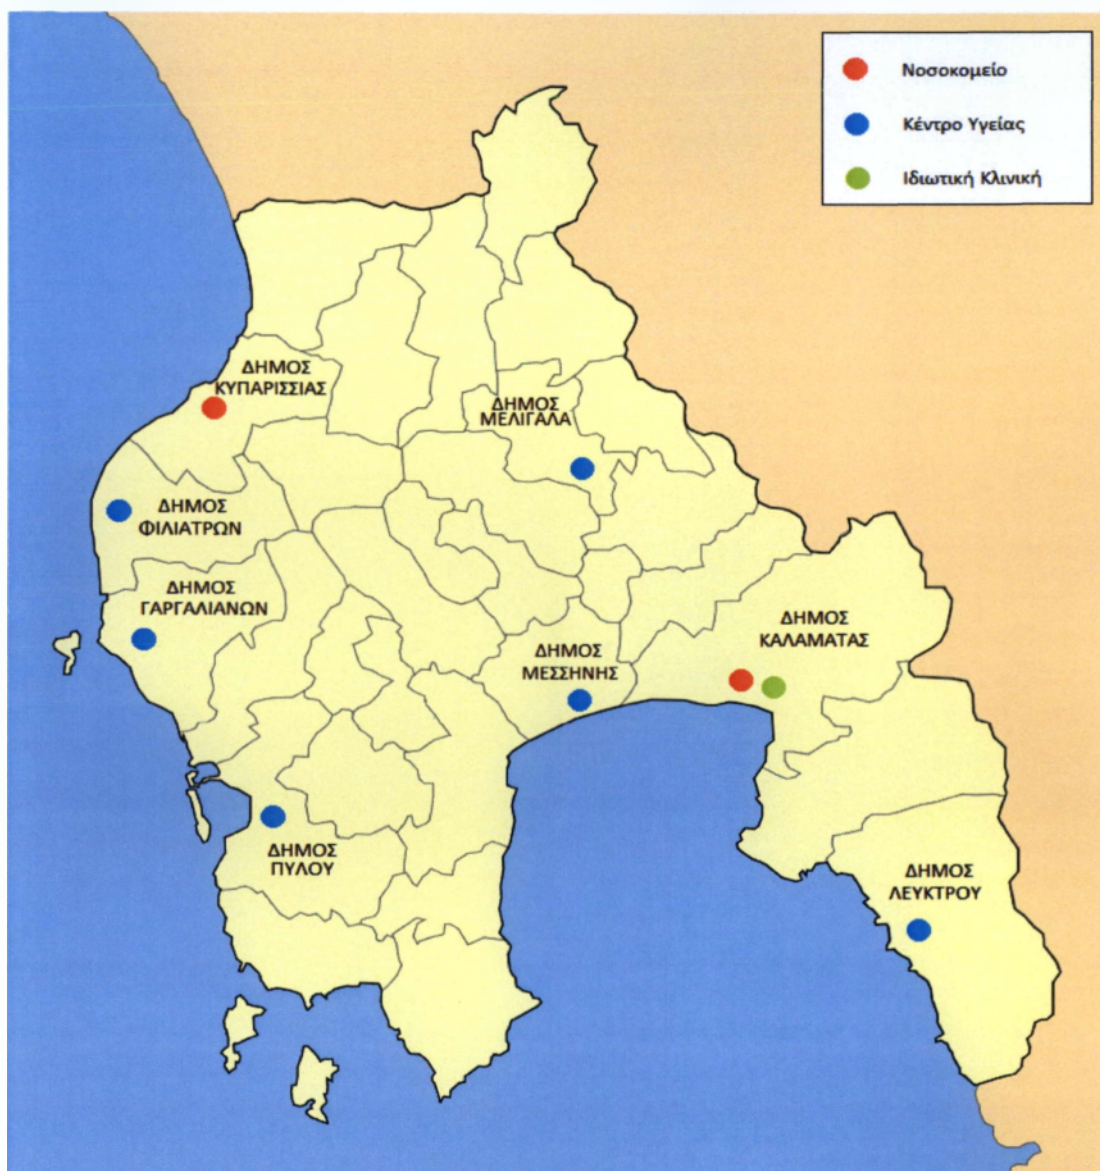 Νοσοκομείο
Κέντρο Υγείας
Ιδιωτική Κλινική
ΔΗΜΟΣ
ΚΥΠΑΡΙΣΣΙΑΣ
ΔΗΜΟΣ
ΜΕΛΙΓΑΛΑ
ΔΗΜΟΣ
ΦΙΛΙΑΤΡΩΝ
ΔΗΜΟΣ
ΓΑΡΓΑΛΙΑΝΩΝ
ΔΗΜΟΣ
ΚΑΛΑΜΑΤΑΣ
ΔΗΜΟΣ
ΜΕΣΣΗΝΗΣ
ΔΗΜΟΣ
ΠΥΛΟΥ
ΔΗΜΟΣ
ΛΕΥΚΤΡΟΥ